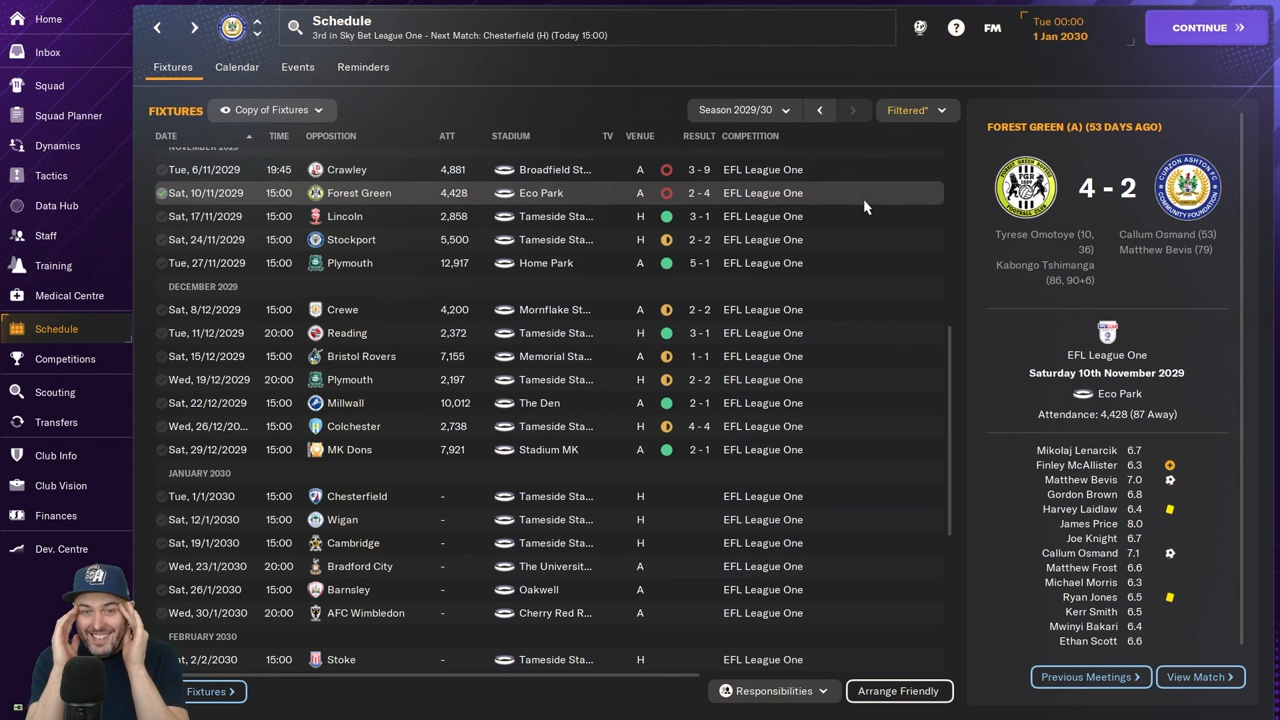 Home
Inbox
Squad
Squad Planner
Dynamics
Tactics
Data Hub
Staff
Training
Medical Centre
Schedule
Competitions
Scouting
Transfers
Club Info
Club Vision
Finances
Dev. Centre
Schedule
3rd in Sky Bet League One - Next Match: Chesterfield (H) (Today 15:00)
FM
Tue 00:00
1 Jan 2030
CONTINUE
Fixtures Calendar Events Reminders
FIXTURES Copy of Fixtures Season 2029/30 Filtered*
DATE TIME OPPOSITION ATT STADIUM TV VENUE RESULT COMPETITION
NOVEMBER 2029
Tue, 6/11/2029 19:45 Crawley 4,881 Broadfield St... A 3 - 9 EFL League One
Sat, 10/11/2029 15:00 Forest Green 4,428 Eco Park A 2 - 4 EFL League One
Sat, 17/11/2029 15:00 Lincoln 2,858 Tameside Sta... H 3 - 1 EFL League One
Sat, 24/11/2029 15:00 Stockport 5,500 Tameside Sta... H 2 - 2 EFL League One
Tue, 27/11/2029 15:00 Plymouth 12,917 Home Park A 5 - 1 EFL League One
DECEMBER 2029
Sat, 8/12/2029 15:00 Crewe 4,200 Mornflake St... A 2 - 2 EFL League One
Tue, 11/12/2029 20:00 Reading 2,372 Tameside Sta... H 3 - 1 EFL League One
Sat, 15/12/2029 15:00 Bristol Rovers 7,155 Memorial Sta... A 1 - 1 EFL League One
Wed, 19/12/2029 20:00 Plymouth 2,197 Tameside Sta... H 2 - 2 EFL League One
Sat, 22/12/2029 15:00 Millwall 10,012 The Den A 2 - 1 EFL League One
Wed, 26/12/20... 15:00 Colchester 2,738 Tameside Sta... H 4 - 4 EFL League One
Sat, 29/12/2029 15:00 MK Dons 7,921 Stadium MK A 2 - 1 EFL League One
JANUARY 2030
Tue, 1/1/2030 15:00 Chesterfield - Tameside Sta... H EFL League One
Sat, 12/1/2030 15:00 Wigan - Tameside Sta... H EFL League One
Sat, 19/1/2030 15:00 Cambridge - Tameside Sta... H EFL League One
Wed, 23/1/2030 20:00 Bradford City - The Universit... A EFL League One
Sat, 26/1/2030 15:00 Barnsley - Oakwell A EFL League One
Wed, 30/1/2030 20:00 AFC Wimbledon - Cherry Red R... A EFL League One
FEBRUARY 2030
2/2/2030 15:00 Stoke - Tameside Sta... H EFL League One
Fixtures Responsibilities Arrange Friendly
FOREST GREEN (A) (53 DAYS AGO)
4 - 2
Tyrese Omotoye (10,
36)
Kabongo Tshimanga
(86, 90+6)
Callum Osmand (53)
Matthew Bevis (79)
EFL League One
Saturday 10th November 2029
Eco Park
Attendance: 4,428 (87 Away)
Mikolaj Lenarcik 6.7
Finley McAllister 6.3
Matthew Bevis 7.0
Gordon Brown 6.8
Harvey Laidlaw 6.4
James Price 8.0
Joe Knight 6.7
Callum Osmand 7.1
Matthew Frost 6.6
Michael Morris 6.3
Ryan Jones 6.5
Kerr Smith 6.5
Mwinyi Bakari 6.4
Ethan Scott 6.6
Previous Meetings View Match